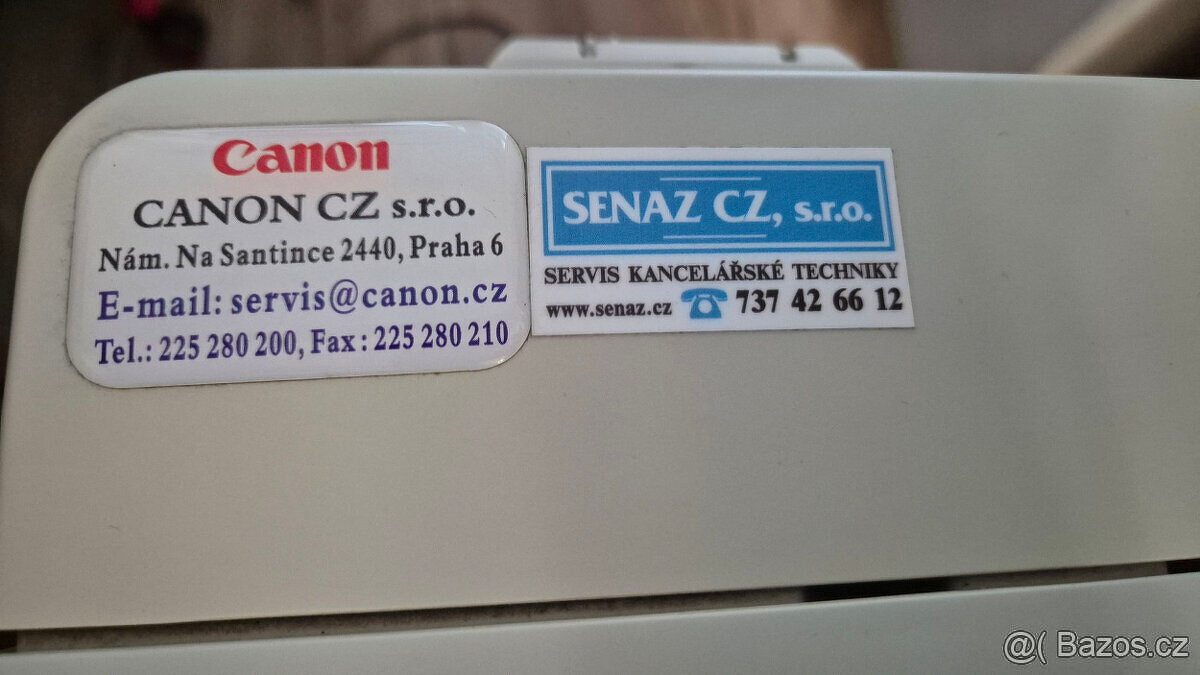 Canon
CANON CZ s.r.o.
Nám. Na Santince 2440, Praha 6
E-mail: servis@canon.cz
Tel.: 225 280 200, Fax: 225 280 210
SENAZ CZ, s.r.o.
SERVIS KANCELÁŘSKÉ TECHNIKY
www.senaz.cz ☎ 737 42 66 12
@( Bazos.cz